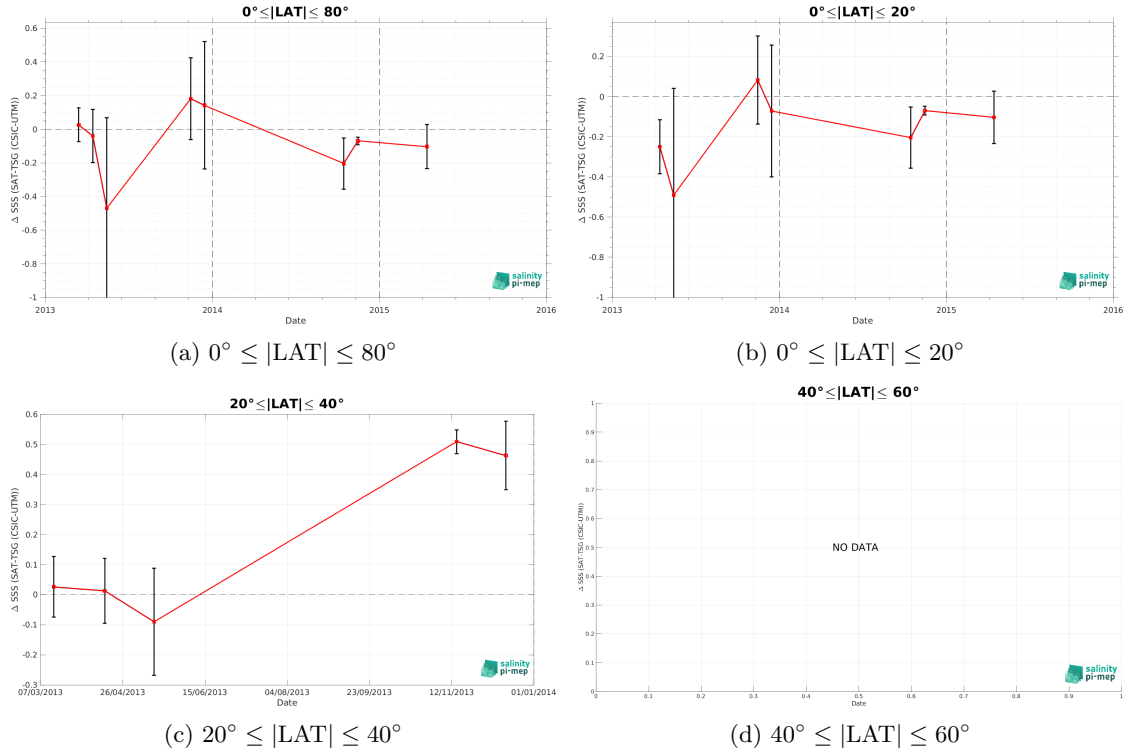 0°≤|LAT|≤ 80°
0.6
0.4
0.2
0
-0.2
-0.4
-0.6
-0.8
-1
Δ SSS (SAT-TSG (CSIC-UTM))
2013
2014
2015
2016
Date
salinity
pi-mep
(a) 0° ≤ |LAT| ≤ 80°
0°≤|LAT|≤ 20°
0.2
0
-0.2
-0.4
-0.6
-0.8
-1
Δ SSS (SAT-TSG (CSIC-UTM))
2013
2014
2015
2016
Date
salinity
pi-mep
(b) 0° ≤ |LAT| ≤ 20°
20°≤|LAT|≤ 40°
0.6
0.5
0.4
0.3
0.2
0.1
0
-0.1
-0.2
-0.3
Δ SSS (SAT-TSG (CSIC-UTM))
07/03/2013
26/04/2013
15/06/2013
04/08/2013
23/09/2013
12/11/2013
01/01/2014
Date
salinity
pi-mep
(c) 20° ≤ |LAT| ≤ 40°
40°≤|LAT|≤ 60°
1
0.9
0.8
0.7
0.6
0.5
0.4
0.3
0.2
0.1
0
Δ SSS (SAT-TSG (CSIC-UTM))
NO DATA
0
0.1
0.2
0.3
0.4
0.5
0.6
0.7
0.8
0.9
1
Date
salinity
pi-mep
(d) 40° ≤ |LAT| ≤ 60°